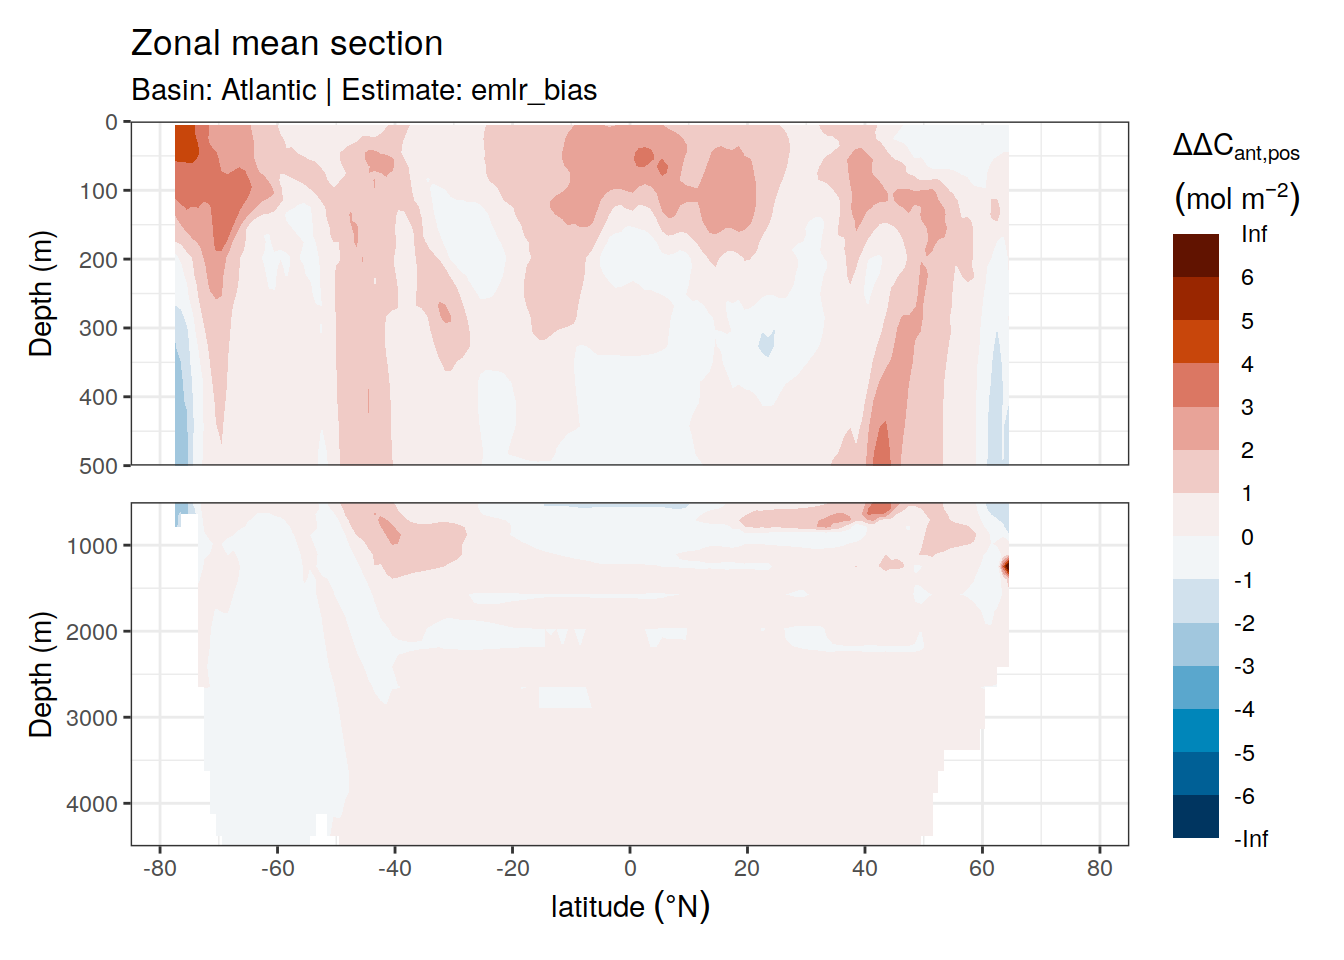 Zonal mean section
Basin: Atlantic | Estimate: emlr_bias
ΔΔC_ant,pos
(mol m⁻²)
Inf
6
5
4
3
2
1
0
-1
-2
-3
-4
-5
-6
-Inf
Depth (m)
0
100
200
300
400
500
Depth (m)
1000
2000
3000
4000
-80 -60 -40 -20 0 20 40 60 80
latitude (°N)